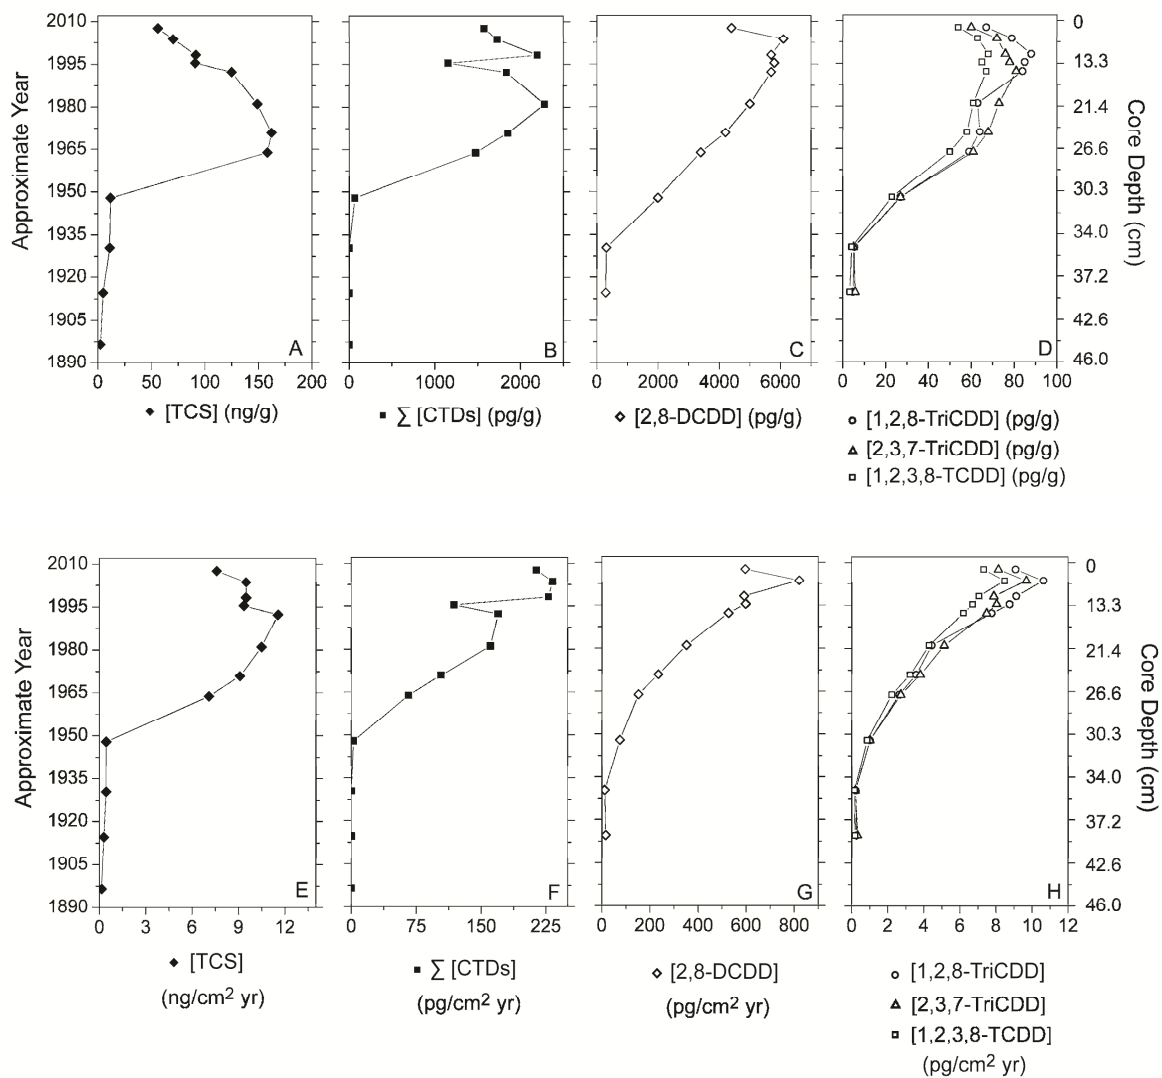 Approximate Year
2010
1995
1980
1965
1950
1935
1920
1905
1890
A
0 50 100 150 200
[TCS] (ng/g)
B
0 1000 2000
∑ [CTDs] (pg/g)
C
0 2000 4000 6000
[2,8-DCDD] (pg/g)
D
0 20 40 60 80 100
[1,2,8-TriCDD] (pg/g)
[2,3,7-TriCDD] (pg/g)
[1,2,3,8-TCDD] (pg/g)
0
13.3
21.4
26.6
30.3
34.0
37.2
42.6
46.0
Core Depth (cm)
Approximate Year
2010
1995
1980
1965
1950
1935
1920
1905
1890
E
0 3 6 9 12
[TCS]
(ng/cm² yr)
F
0 75 150 225
∑ [CTDs]
(pg/cm² yr)
G
0 200 400 600 800
[2,8-DCDD]
(pg/cm² yr)
H
0 2 4 6 8 10 12
[1,2,8-TriCDD]
[2,3,7-TriCDD]
[1,2,3,8-TCDD]
(pg/cm² yr)
0
13.3
21.4
26.6
30.3
34.0
37.2
42.6
46.0
Core Depth (cm)